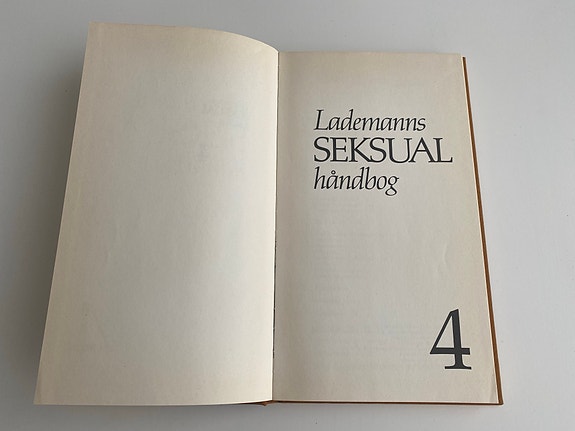 Lademanns
SEKSUAL
håndbog
4